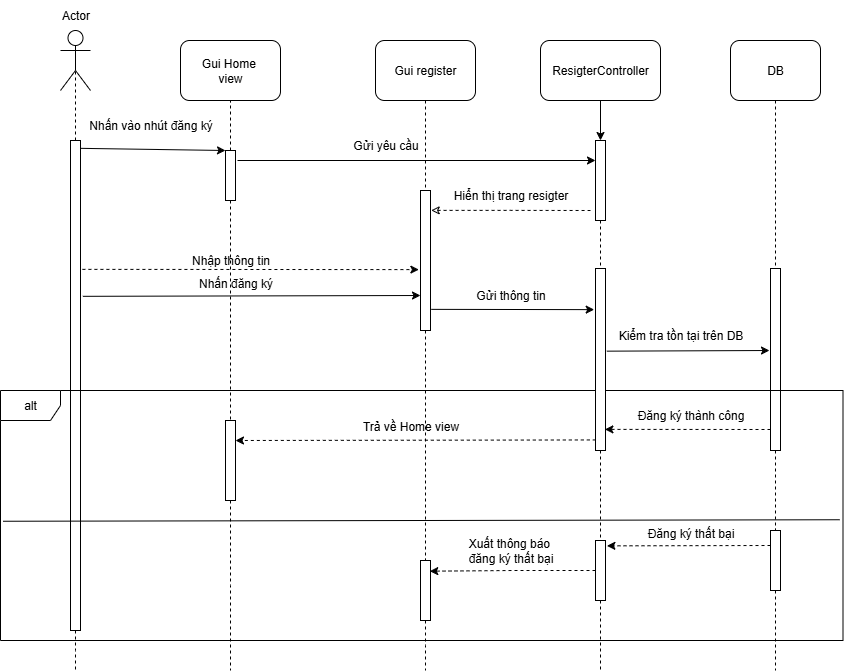 Actor
Gui Home
view
Gui register
ResigterController
DB
Nhấn vào nhút đăng ký
Gửi yêu cầu
Hiển thị trang resigter
Nhập thông tin
Nhấn đăng ký
Gửi thông tin
Kiểm tra tồn tại trên DB
alt
Đăng ký thành công
Trả về Home view
Đăng ký thất bại
Xuất thông báo
đăng ký thất bại